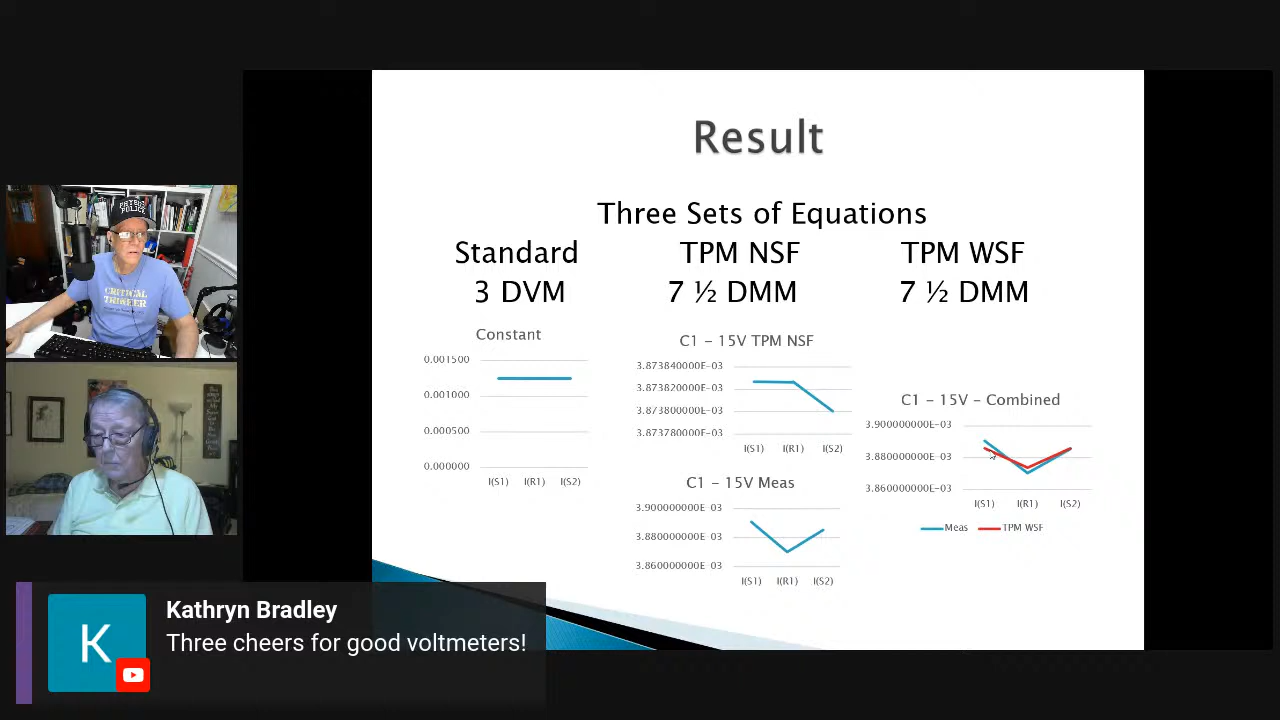 Result
Three Sets of Equations
Standard
3 DVM
TPM NSF
7 ½ DMM
TPM WSF
7 ½ DMM
Constant
0.001500
0.001000
0.000500
0.000000
I(S1) I(R1) I(S2)
C1 - 15V TPM NSF
3.873840000E-03
3.873820000E-03
3.873800000E-03
3.873780000E-03
I(S1) I(R1) I(S2)
C1 - 15V Meas
3.900000000E-03
3.880000000E-03
3.860000000E-03
I(S1) I(R1) I(S2)
C1 - 15V - Combined
3.900000000E-03
3.880000000E-03
3.860000000E-03
I(S1) I(R1) I(S2)
Meas TPM WSF
PHYSICS
POLICE
CRITICAL
THINKER
K
Kathryn Bradley
Three cheers for good voltmeters!